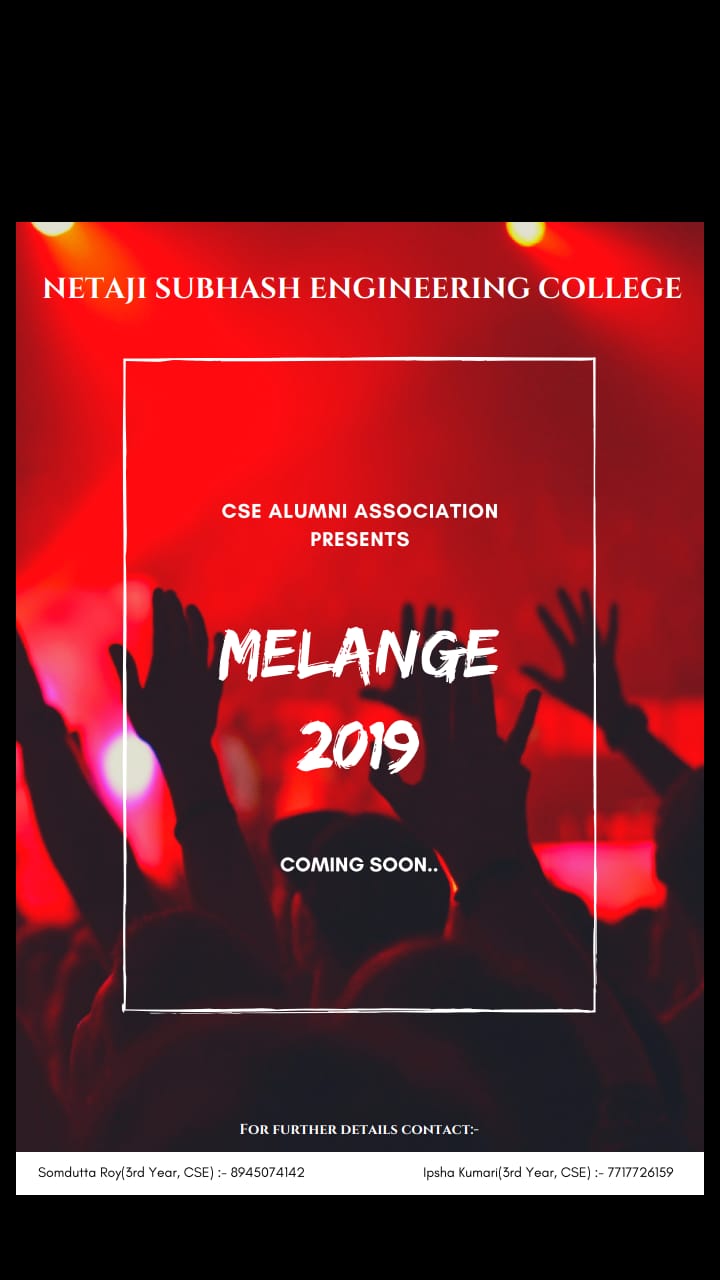 NETAJI SUBHASH ENGINEERING COLLEGE
CSE ALUMNI ASSOCIATION
PRESENTS
MELANGE
2019
COMING SOON..
FOR FURTHER DETAILS CONTACT:-
Somdutta Roy(3rd Year, CSE) :- 8945074142
Ipsha Kumari(3rd Year, CSE) :- 7717726159